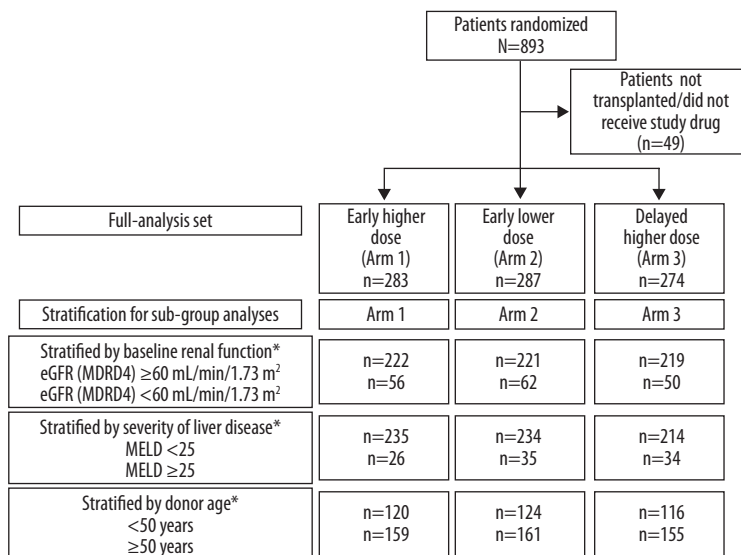 Patients randomized
N=893
Patients not
transplanted/did not
receive study drug
(n=49)
Full-analysis set
Early higher
dose
(Arm 1)
n=283
Early lower
dose
(Arm 2)
n=287
Delayed
higher dose
(Arm 3)
n=274
Stratification for sub-group analyses
Arm 1
Arm 2
Arm 3
Stratified by baseline renal function*
eGFR (MDRD4) ≥60 mL/min/1.73 m²
eGFR (MDRD4) <60 mL/min/1.73 m²
n=222
n=56
n=221
n=62
n=219
n=50
Stratified by severity of liver disease*
MELD <25
MELD ≥25
n=235
n=26
n=234
n=35
n=214
n=34
Stratified by donor age*
<50 years
≥50 years
n=120
n=159
n=124
n=161
n=116
n=155